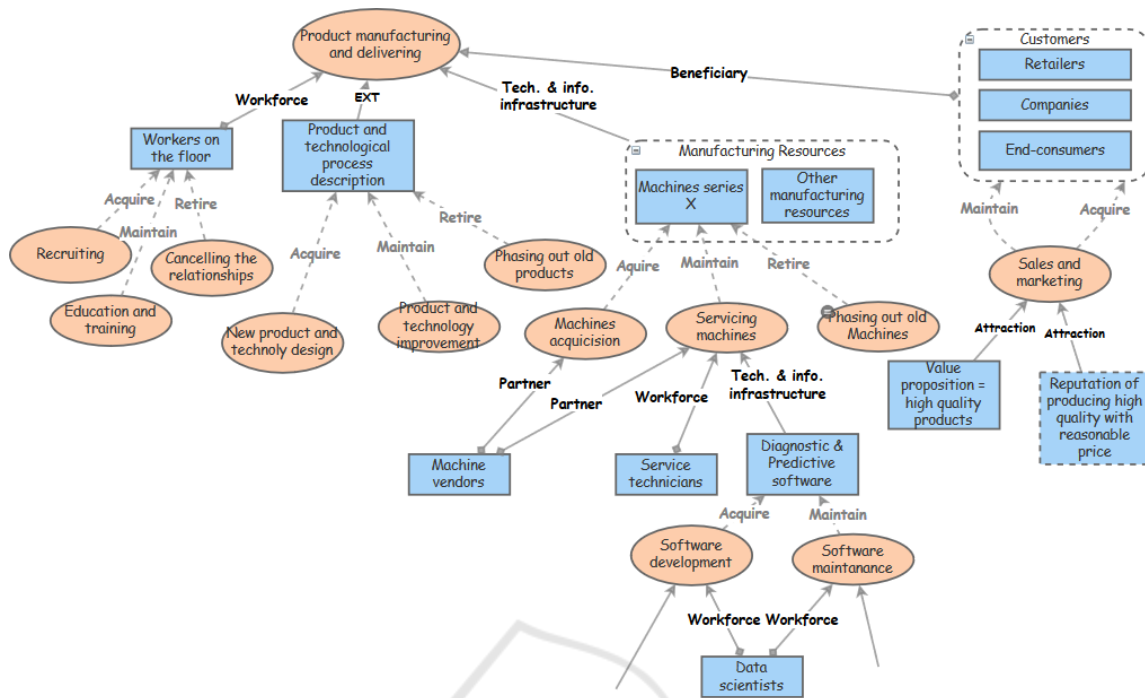 Product manufacturing
and delivering
Customers
Retailers
Companies
End-consumers
Beneficiary
Tech. & info.
infrastructure
Workforce
EXT
Workers on
the floor
Product and
technological
process
description
Manufacturing Resources
Machines series
X
Other
manufacturing
resources
Acquire
Maintain
Retire
Recruiting
Cancelling the
relationships
Education and
training
Acquire
Maintain
Retire
Phasing out old
products
New product and
technoly design
Product and
technology
improvement
Aquire
Maintain
Retire
Machines
acquicision
Servicing
machines
Phasing out old
Machines
Maintain
Acquire
Sales and
marketing
Attraction
Attraction
Value
proposition =
high quality
products
Reputation of
producing high
quality with
reasonable
price
Partner
Partner
Workforce
Tech. & info.
infrastructure
Machine
vendors
Service
technicians
Diagnostic &
Predictive
software
Acquire
Maintain
Software
development
Software
maintanance
Workforce
Workforce
Data
scientists